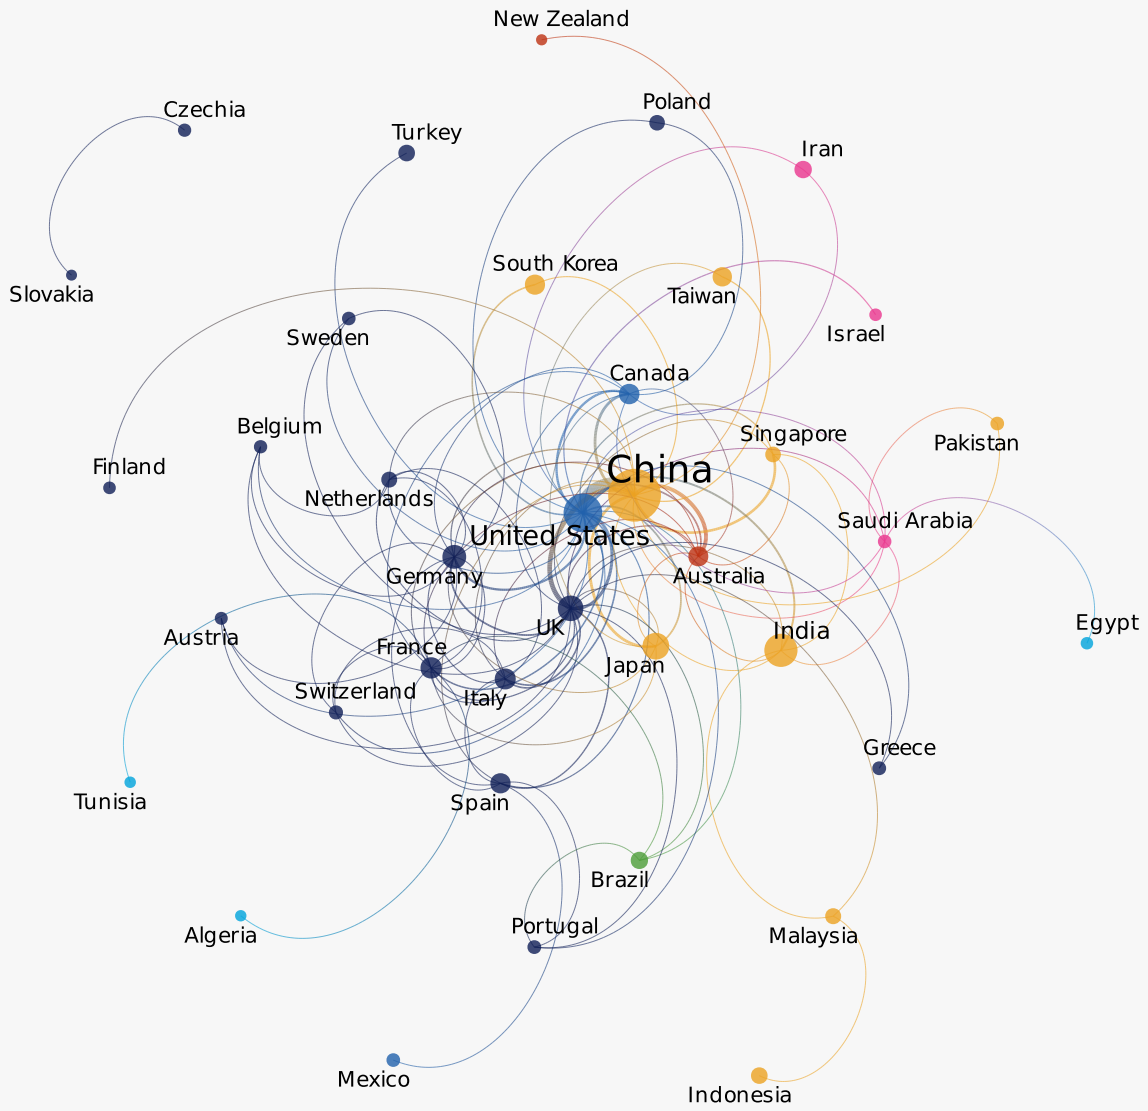 New Zealand
Poland
Czechia
Turkey
Iran
South Korea
Taiwan
Slovakia
Israel
Sweden
Canada
Belgium
Singapore
Pakistan
Finland
China
Netherlands
Saudi Arabia
United States
Germany
Australia
Egypt
UK
India
Austria
France
Japan
Switzerland
Italy
Greece
Tunisia
Spain
Brazil
Portugal
Algeria
Malaysia
Mexico
Indonesia